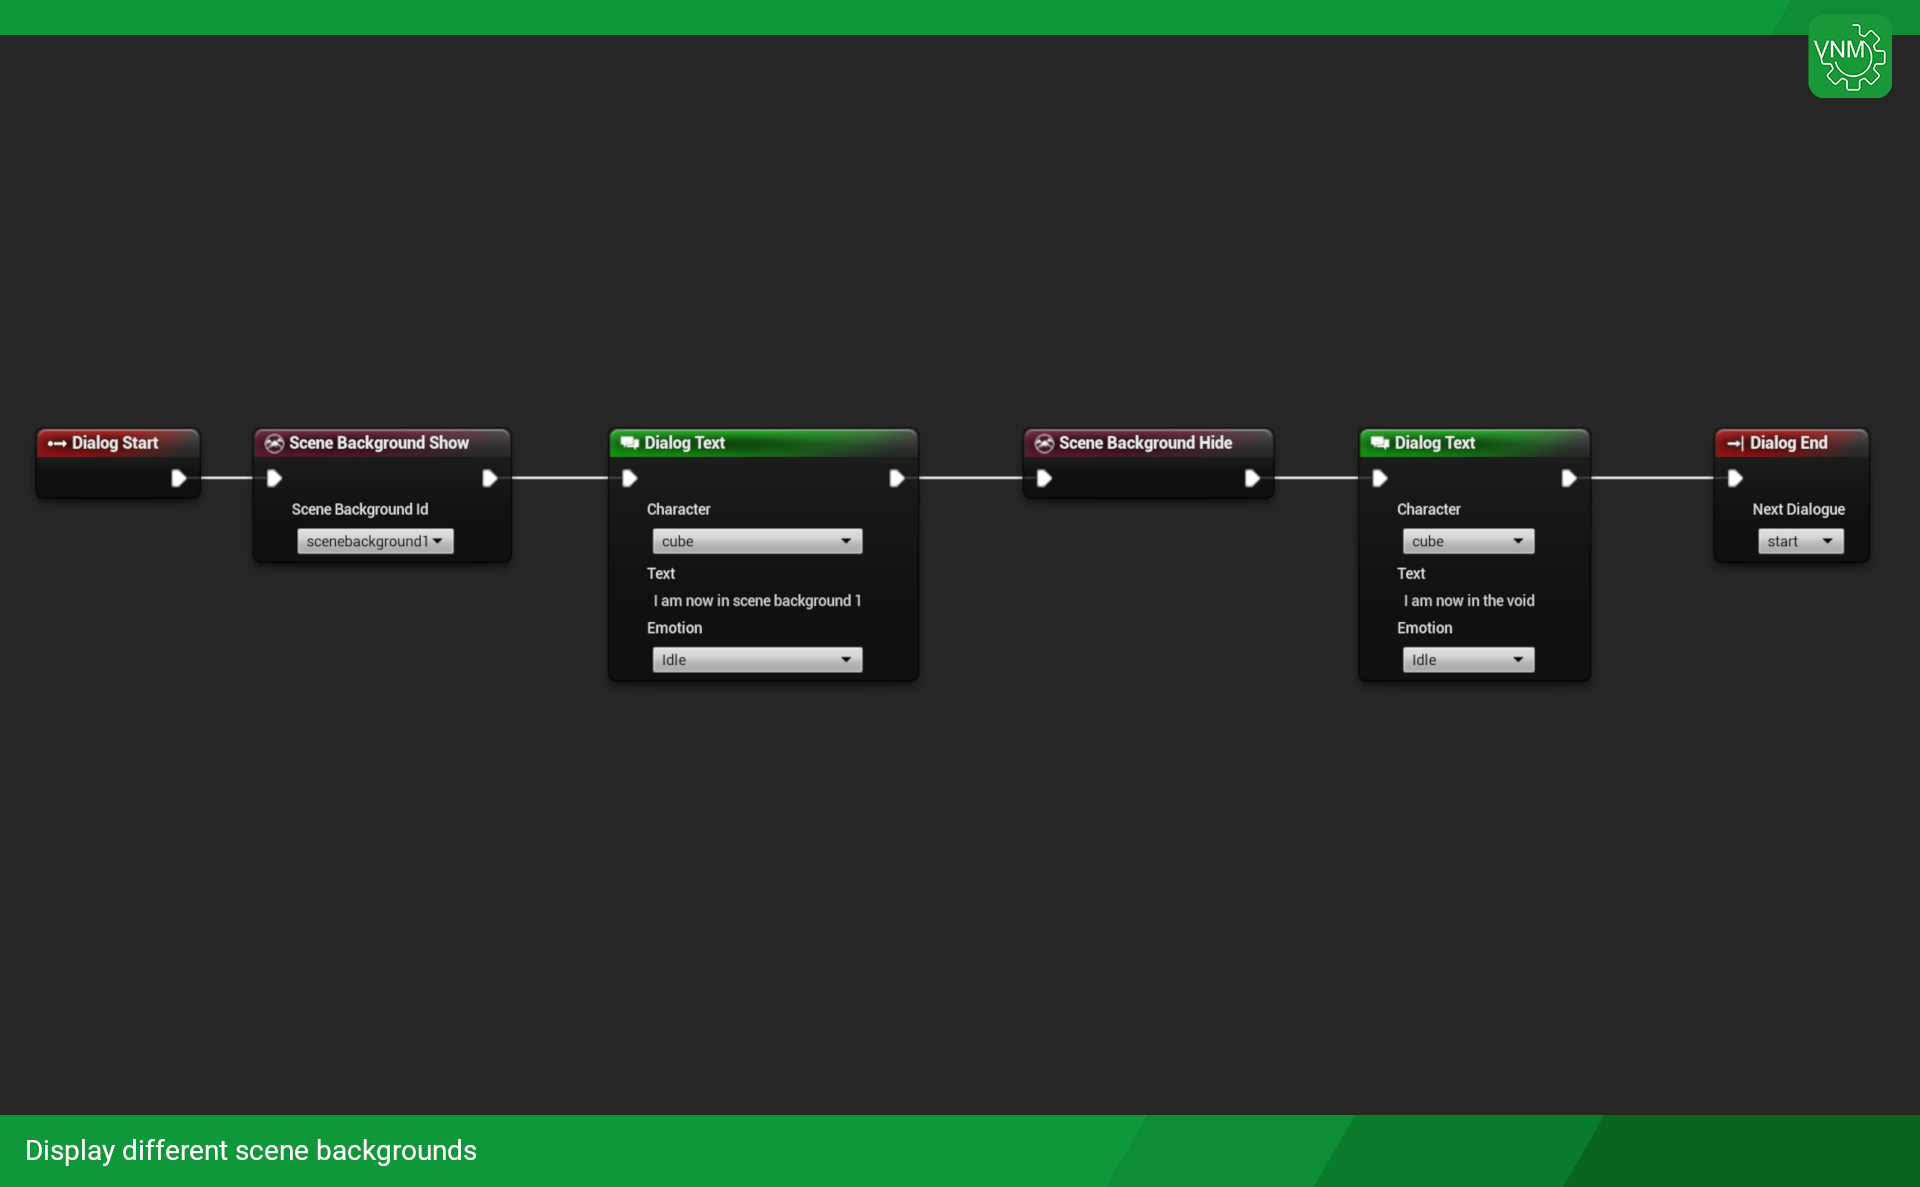 VNM
Dialog Start
Scene Background Show
Scene Background Id
scenebackground1
Dialog Text
Character
cube
Text
I am now in scene background 1
Emotion
Idle
Scene Background Hide
Dialog Text
Character
cube
Text
I am now in the void
Emotion
Idle
Dialog End
Next Dialogue
start
Display different scene backgrounds